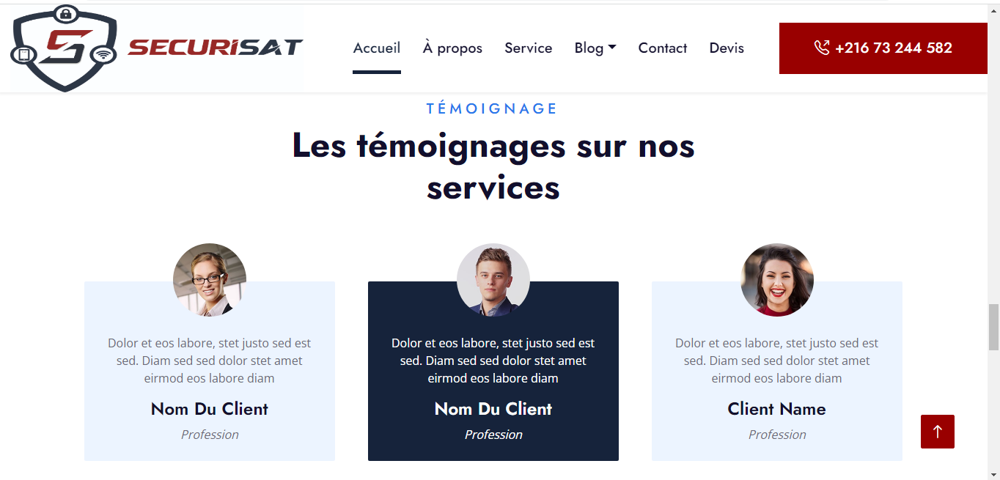 SECURISAT
Accueil
À propos
Service
Blog
Contact
Devis
+216 73 244 582
TÉMOIGNAGE
Les témoignages sur nos
services
Dolor et eos labore, stet justo sed est
sed. Diam sed sed dolor stet amet
eirmod eos labore diam
Nom Du Client
Profession
Dolor et eos labore, stet justo sed est
sed. Diam sed sed dolor stet amet
eirmod eos labore diam
Nom Du Client
Profession
Dolor et eos labore, stet justo sed est
sed. Diam sed sed dolor stet amet
eirmod eos labore diam
Client Name
Profession